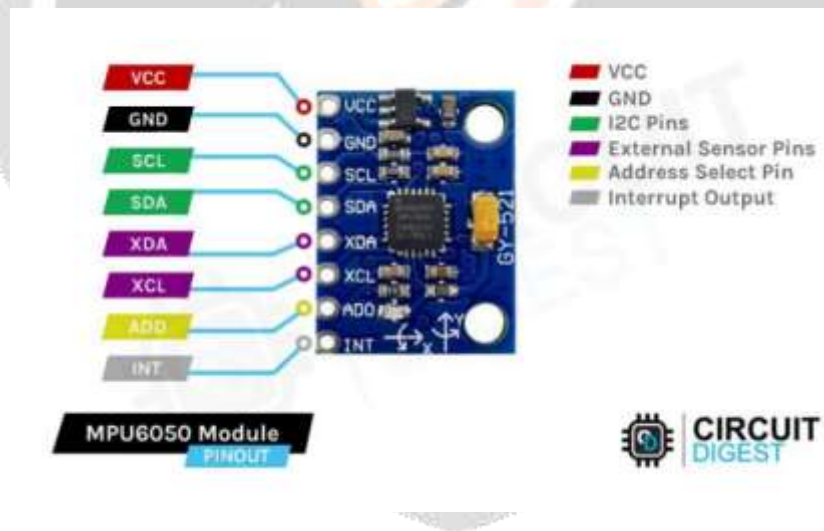 VCC
GND
SCL
SDA
XDA
XCL
ADD
INT
VCC
GND
SCL
SDA
XDA
XCL
ADO
INT
GY-521
X
Y
VCC
GND
I2C Pins
External Sensor Pins
Address Select Pin
Interrupt Output
MPU6050 Module
PINOUT
CIRCUIT
DIGEST